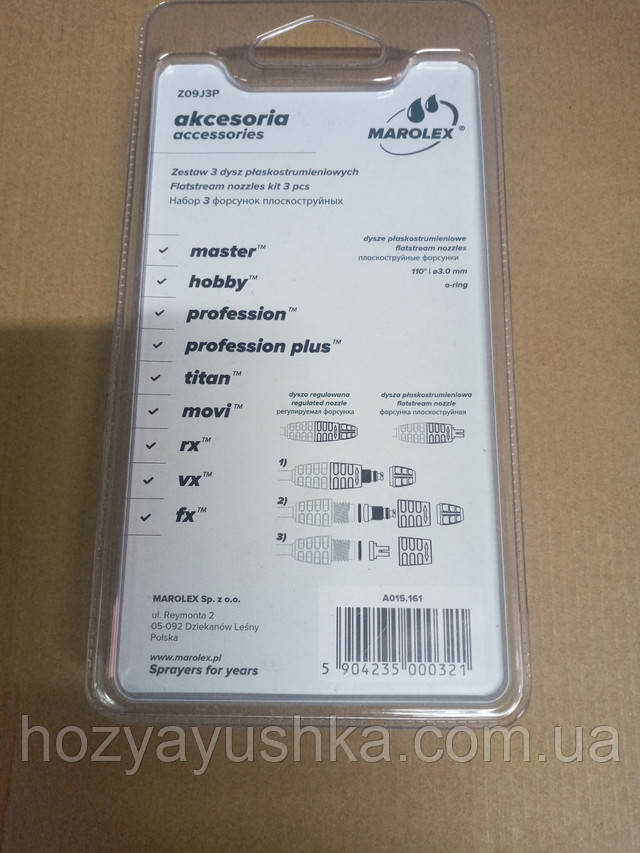 Z09J3P
akcesoria
accessories
MAROLEX®
Zestaw 3 dysz płaskostrumieniowych
Flatstream nozzles kit 3 pcs
Набор 3 форсунок плоскоструйных
dysze płaskostrumieniowe
flatstream nozzles
плоскоструйные форсунки
110° | ø3.0 mm
o-ring
master™
hobby™
profession™
profession plus™
titan™
movi™
rx™
vx™
fx™
dysza regulowana
regulated nozzle
регулируемая форсунка
dysza płaskostrumieniowa
flatstream nozzle
форсунка плоскоструйная
1)
2)
3)
MAROLEX Sp. z o.o.
ul. Reymonta 2
05-092 Dziekanów Leśny
Polska
www.marolex.pl
Sprayers for years
A015.161
5 904235 000321
hozyayushka.com.ua